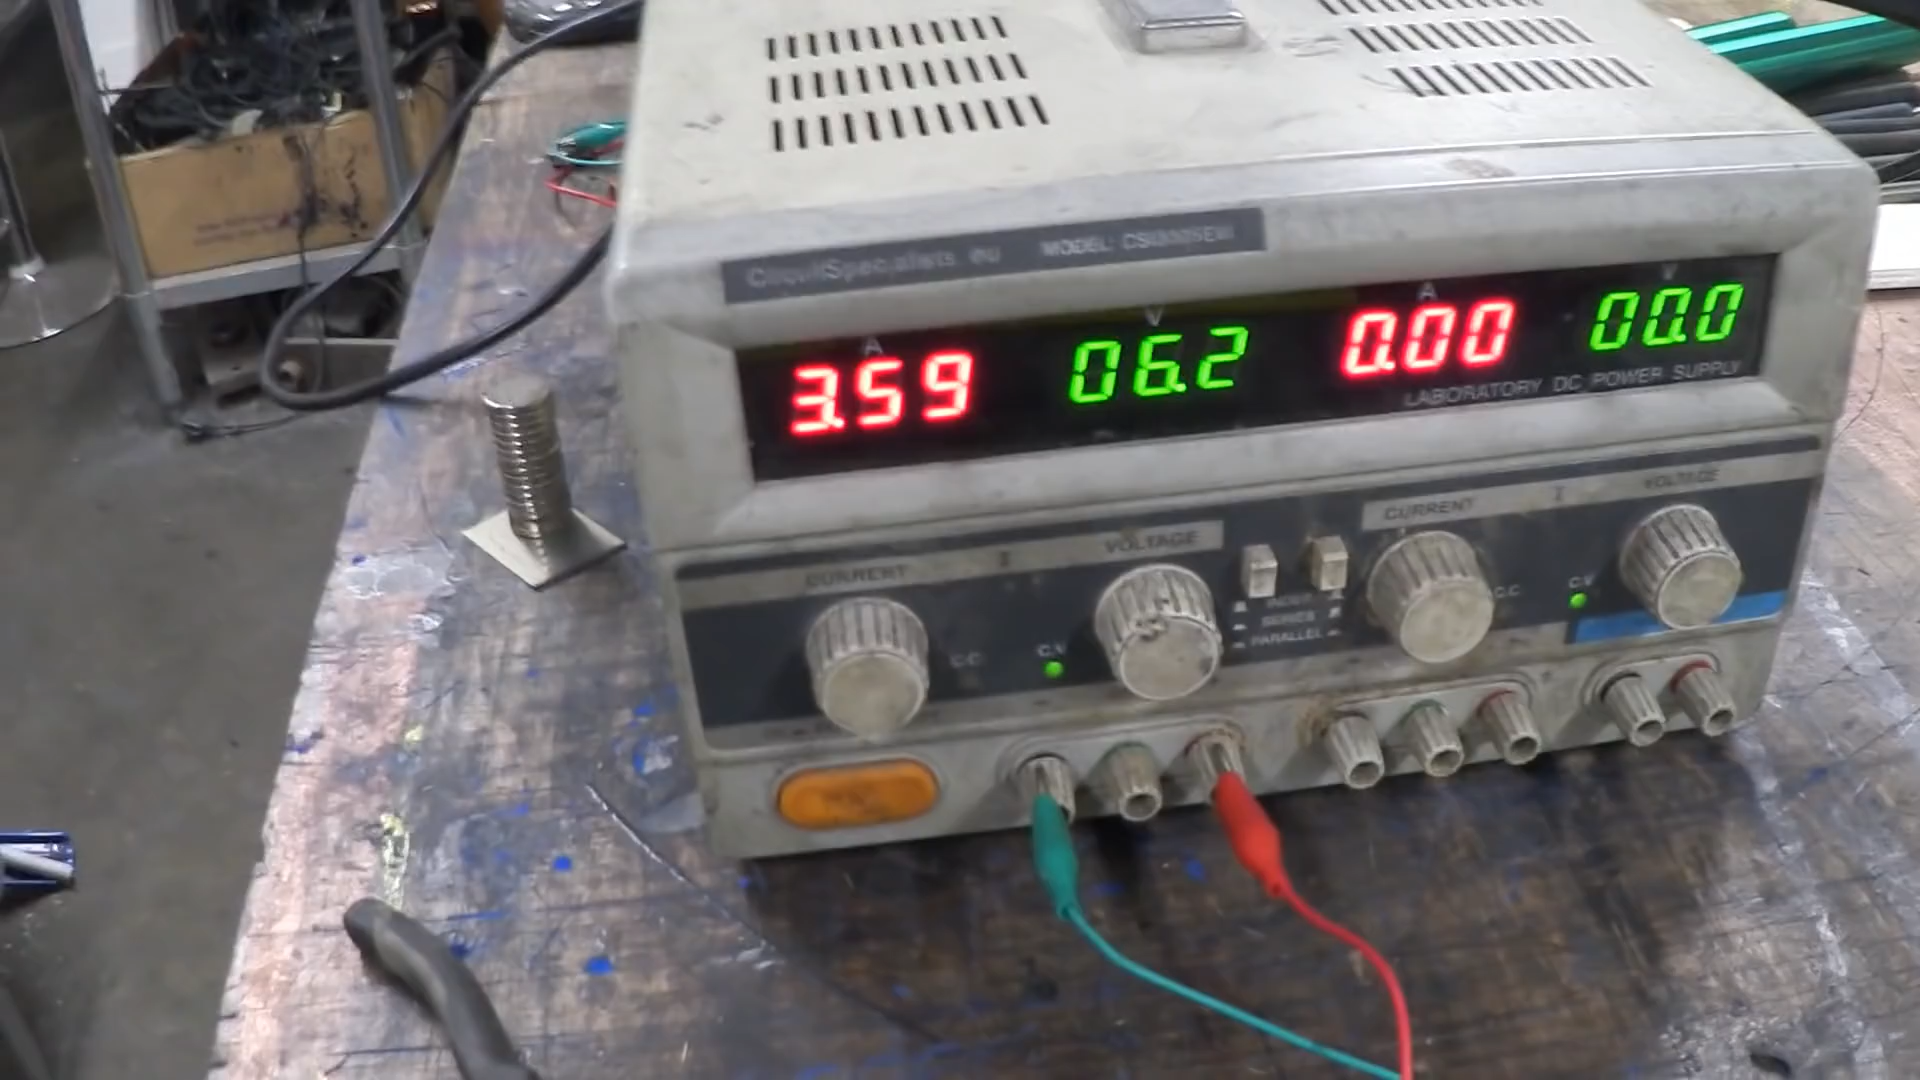 CircuitSpecialists.eu MODEL:
A V A V
3.59 06.2 0.00 00.0
LABORATORY DC POWER SUPPLY
CURRENT VOLTAGE CURRENT VOLTAGE
C.C. C.V. C.C. C.V.
INDEP.
SERIES
PARALLEL